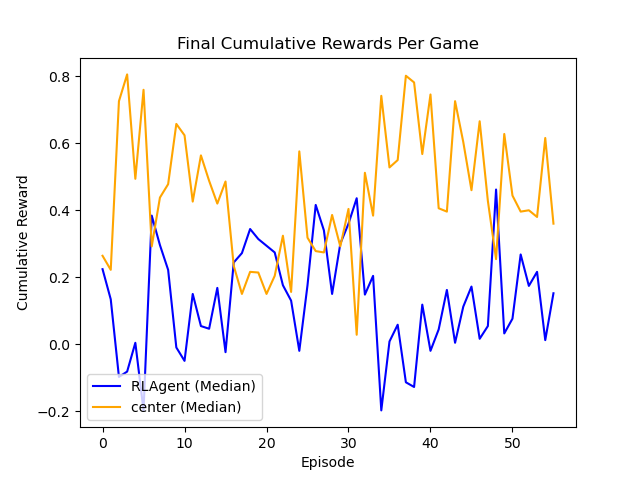 Final Cumulative Rewards Per Game
Cumulative Reward
0.8
0.6
0.4
0.2
0.0
−0.2
RLAgent (Median)
center (Median)
0 10 20 30 40 50
Episode